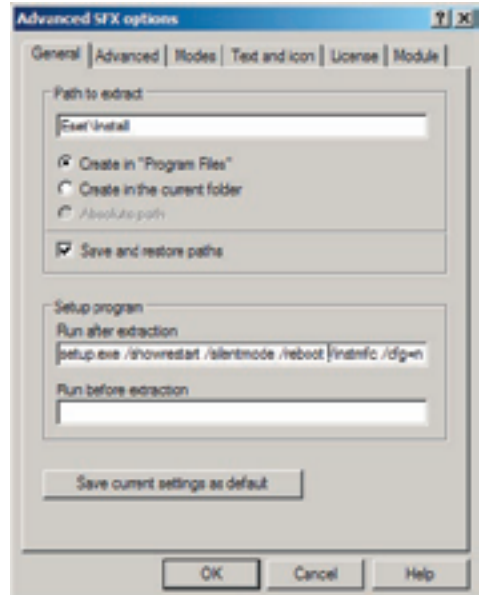 Advanced SFX options
General Advanced Modes Text and icon License Module
Path to extract
Eset\Install
Create in "Program Files"
Create in the current folder
Absolute path
Save and restore paths
Setup program
Run after extraction
setup.exe /showrestart /silentmode /reboot /instmfc /cfg=n
Run before extraction
Save current settings as default
OK Cancel Help